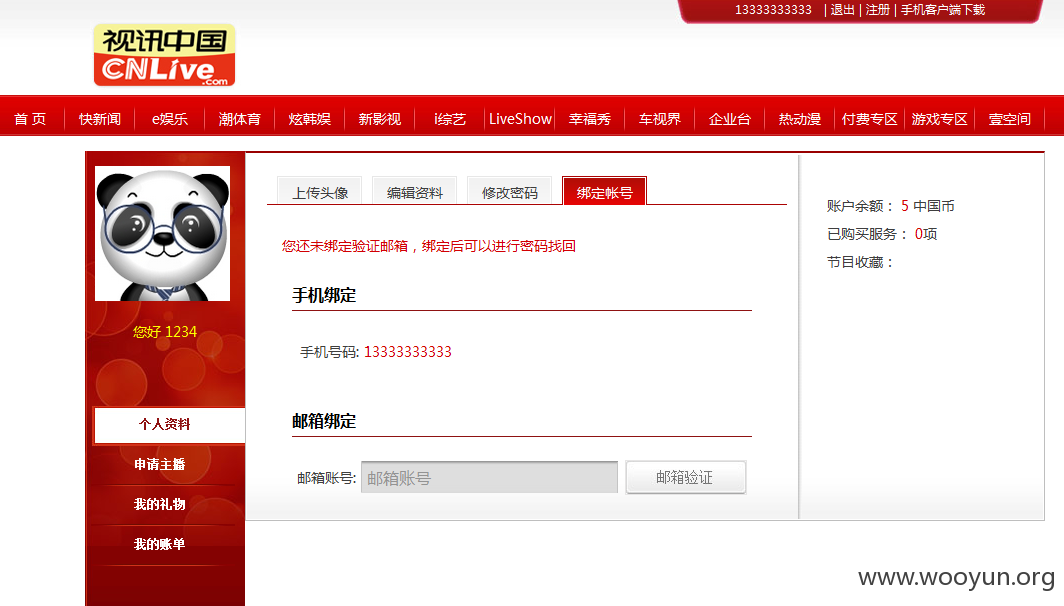 13333333333 | 退出 | 注册 | 手机客户端下载
视讯中国
CNLive.com
首 页 快新闻 e娱乐 潮体育 炫韩娱 新影视 i综艺 LiveShow 幸福秀 车视界 企业台 热动漫 付费专区 游戏专区 壹空间
上传头像 编辑资料 修改密码 绑定帐号
您还未绑定验证邮箱，绑定后可以进行密码找回
手机绑定
手机号码: 13333333333
邮箱绑定
邮箱账号: 邮箱账号 邮箱验证
账户余额： 5 中国币
已购买服务： 0项
节目收藏：
您好 1234
个人资料
申请主播
我的礼物
我的账单
www.wooyun.org